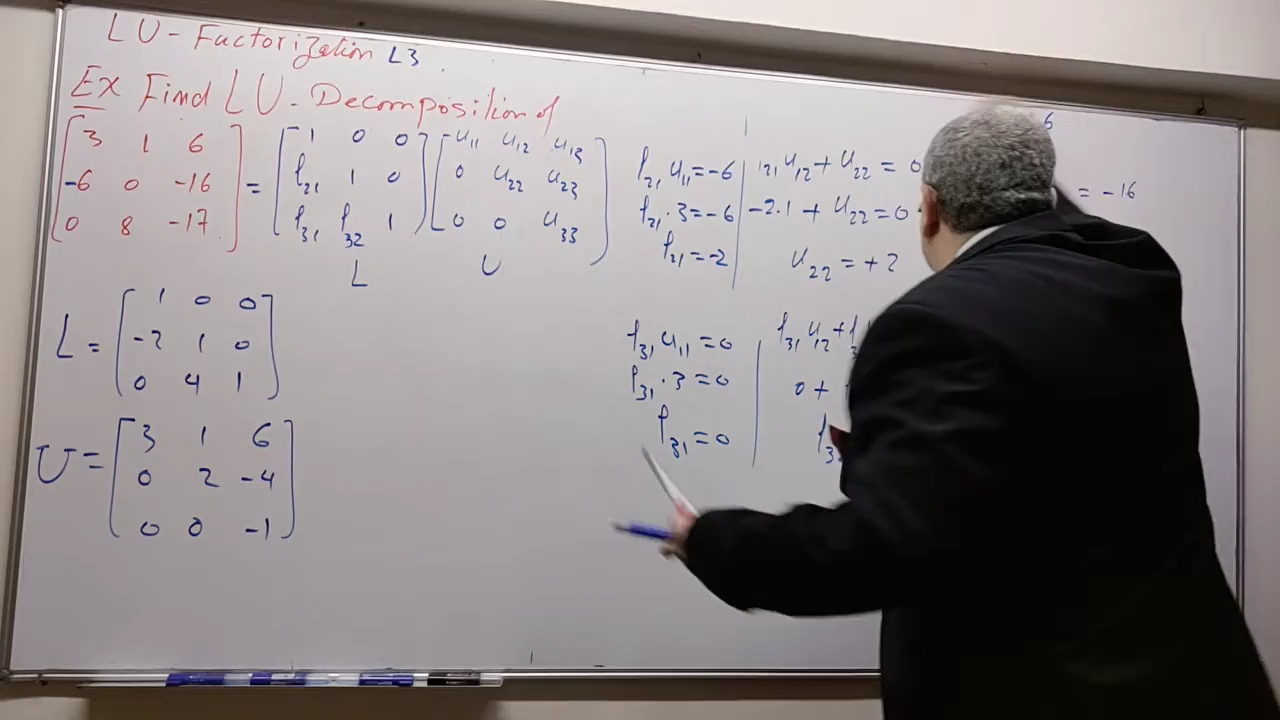 LU-Factorization L3
Ex Find LU-Decomposition of
[3 1 6; -6 0 -16; 0 8 -17] = [1 0 0; l₂₁ 1 0; l₃₁ l₃₂ 1] [u₁₁ u₁₂ u₁₃; 0 u₂₂ u₂₃; 0 0 u₃₃]
L U
L = [1 0 0; -2 1 0; 0 4 1]
U = [3 1 6; 0 2 -4; 0 0 -1]
6
l₂₁ u₁₁ = -6
l₂₁ · 3 = -6
l₂₁ = -2
₂₁ u₁₂ + u₂₂ = 0
-2·1 + u₂₂ = 0
u₂₂ = +2
= -16
l₃₁ u₁₁ = 0
l₃₁ · 3 = 0
l₃₁ = 0
l₃₁ u₁₂ +
0 +